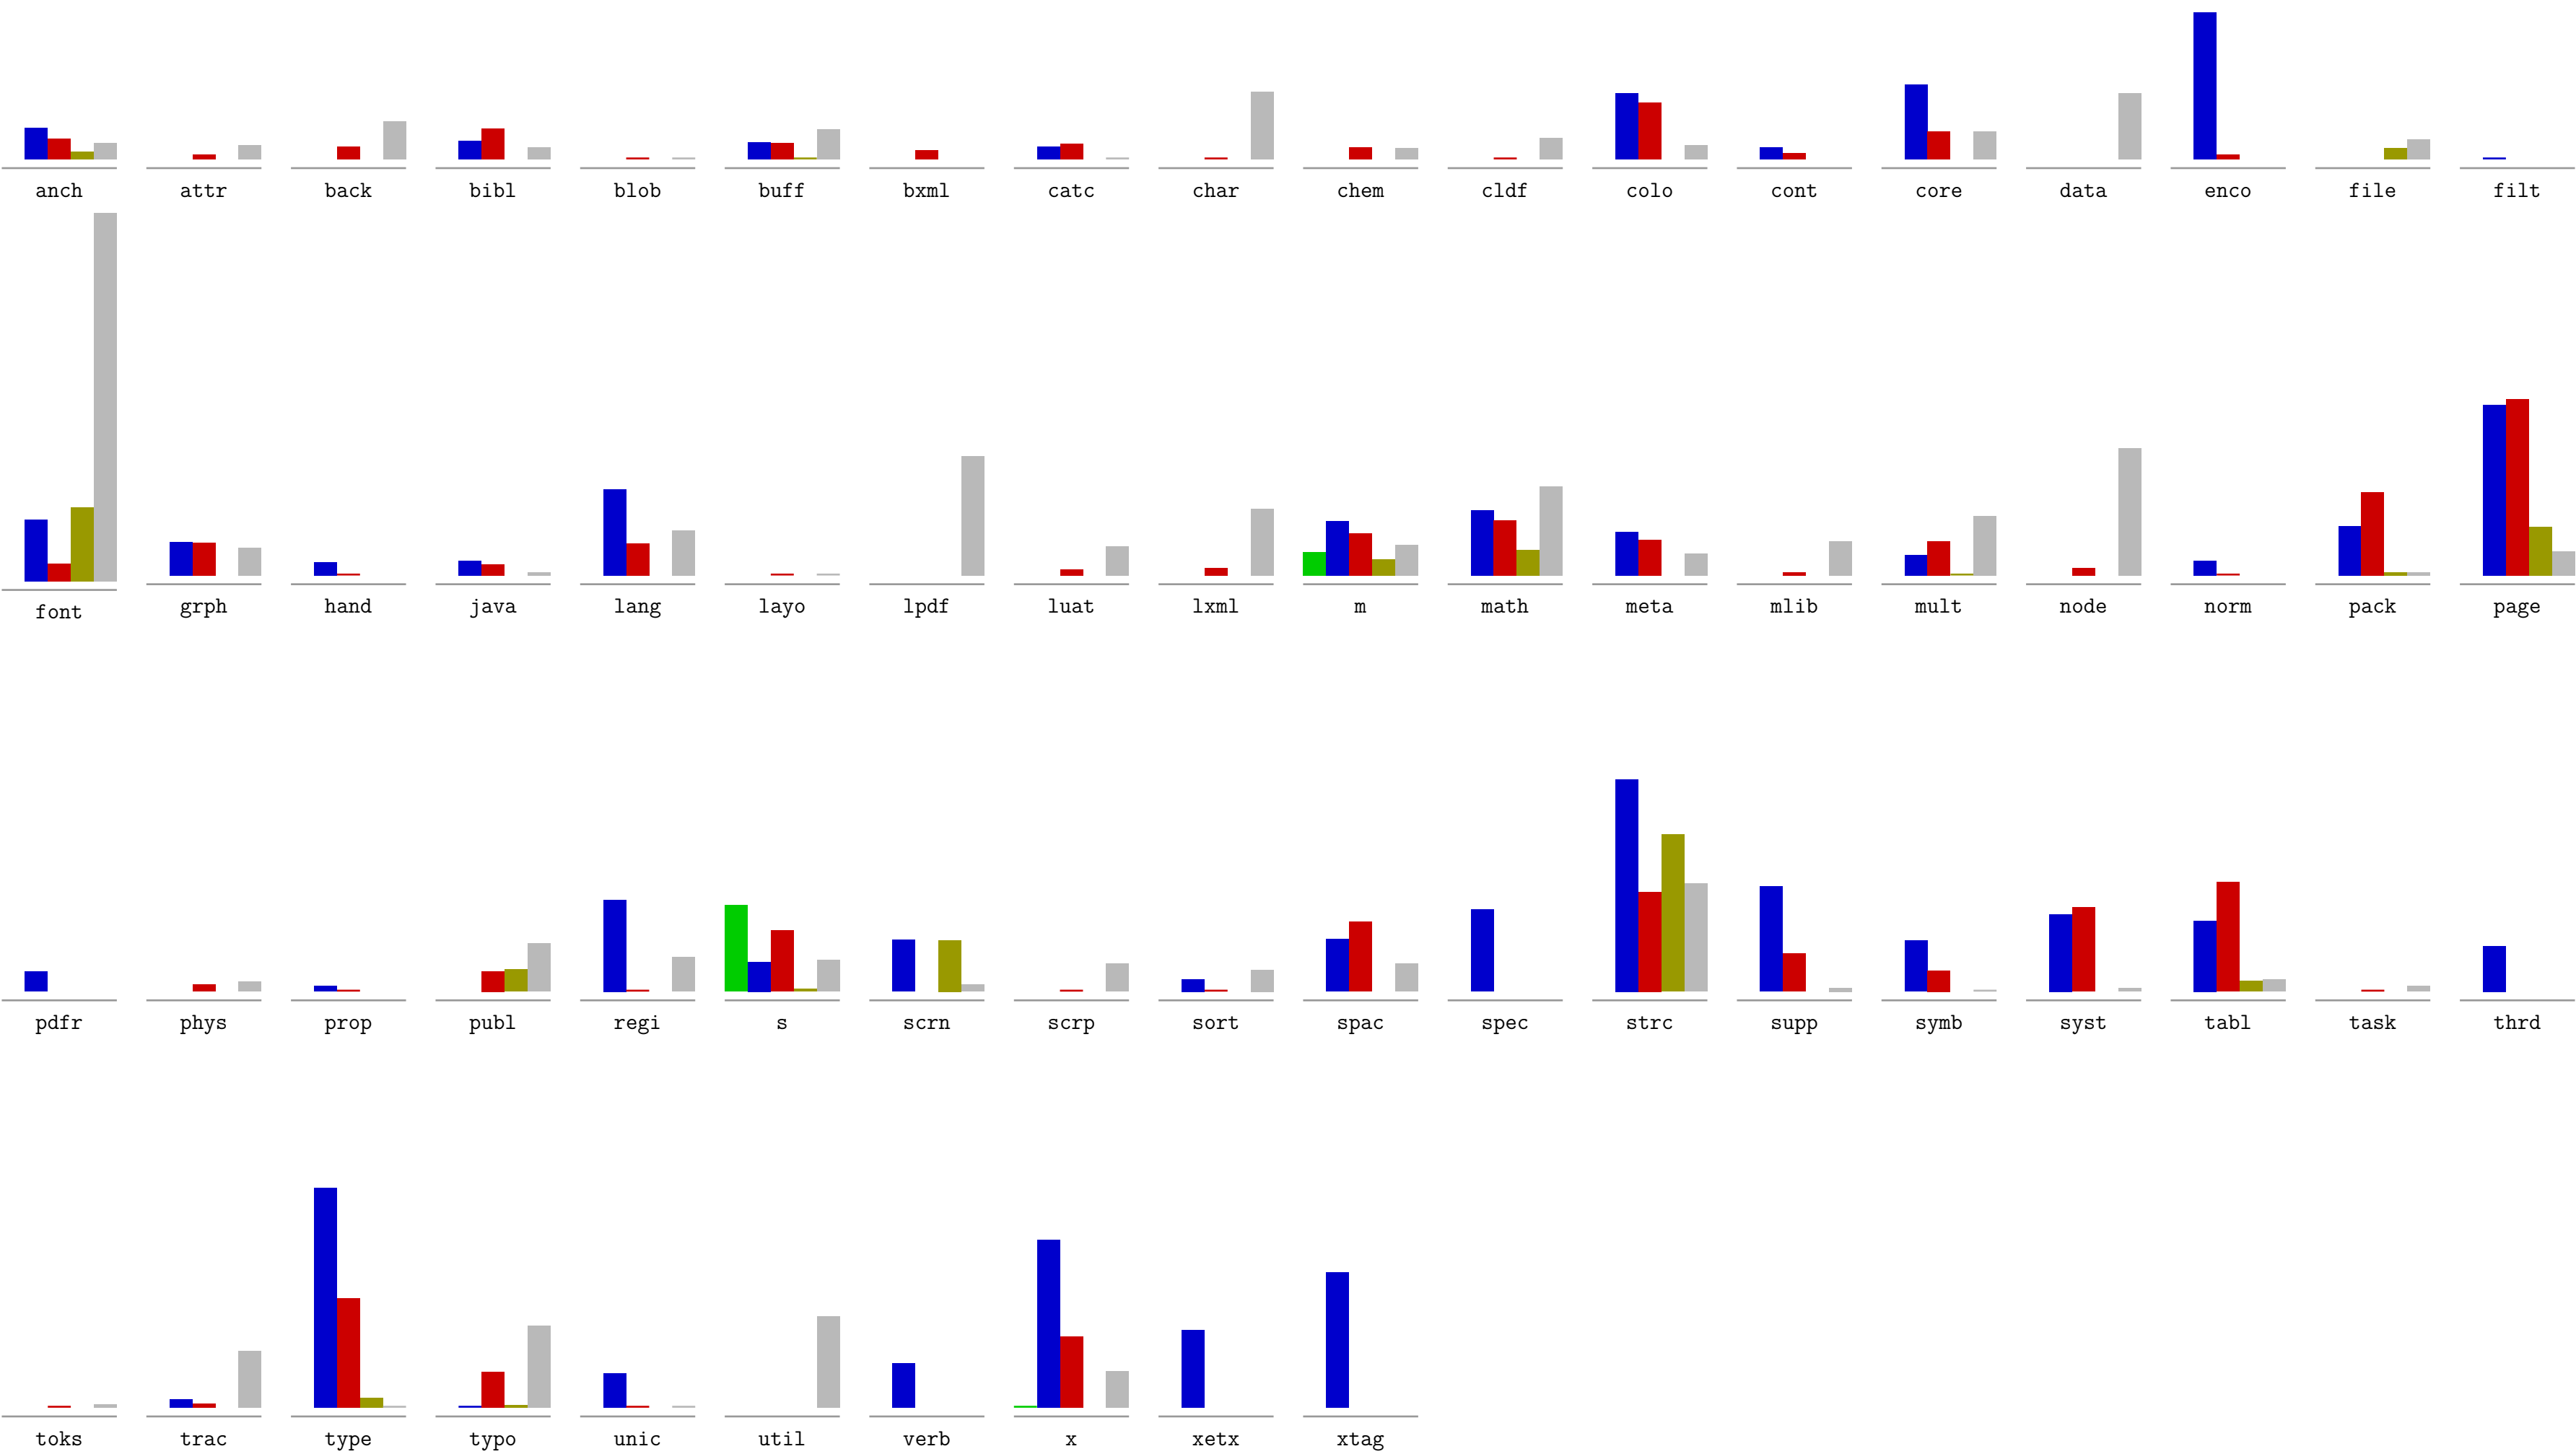 anch attr back bibl blob buff bxml catc char chem cldf colo cont core data enco file filt
font grph hand java lang layo lpdf luat lxml m math meta mlib mult node norm pack page
pdfr phys prop publ regi s scrn scrp sort spac spec strc supp symb syst tabl task thrd
toks trac type typo unic util verb x xetx xtag